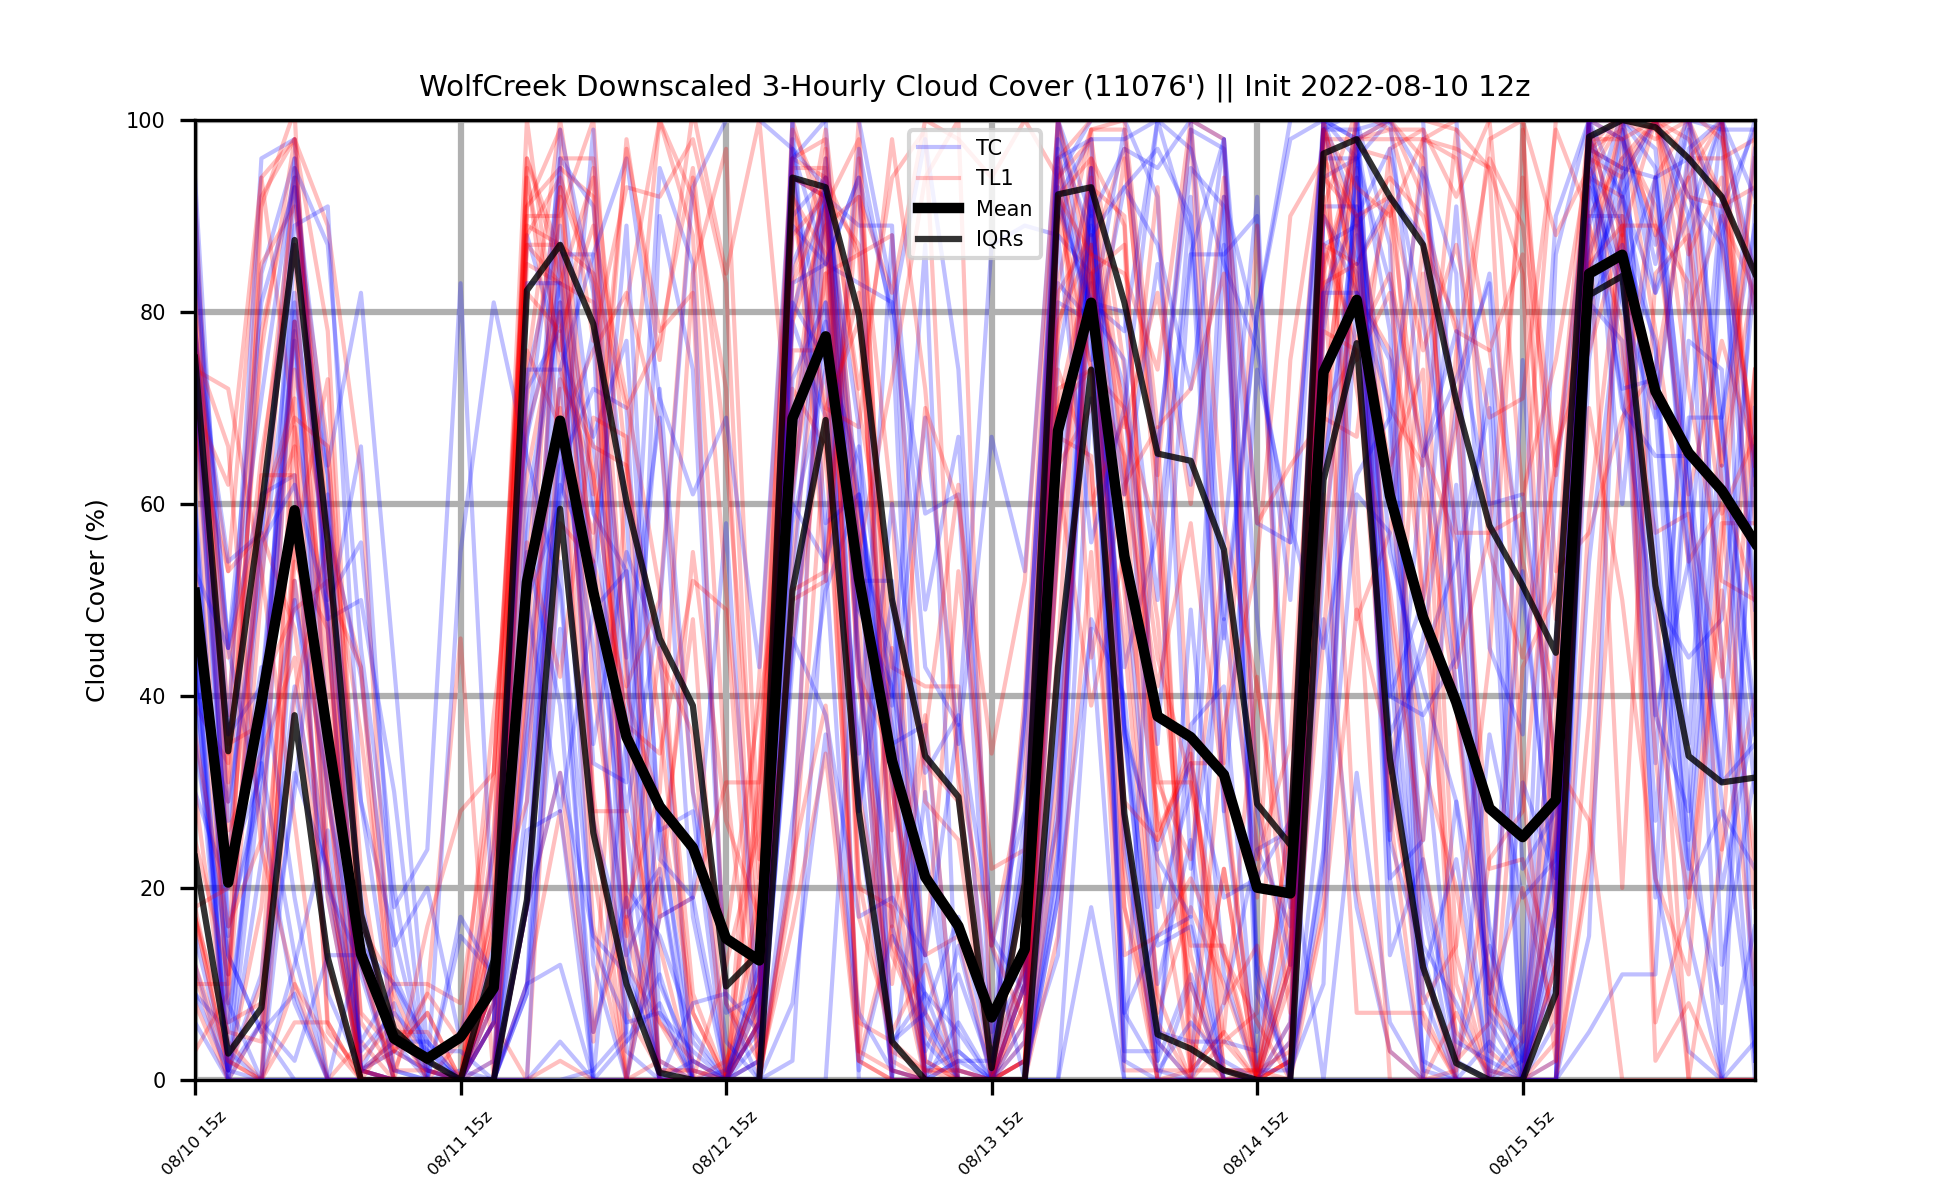 WolfCreek Downscaled 3-Hourly Cloud Cover (11076') || Init 2022-08-10 12z
Cloud Cover (%)
100
80
60
40
20
0
TC
TL1
Mean
IQRs
08/10 15z
08/11 15z
08/12 15z
08/13 15z
08/14 15z
08/15 15z